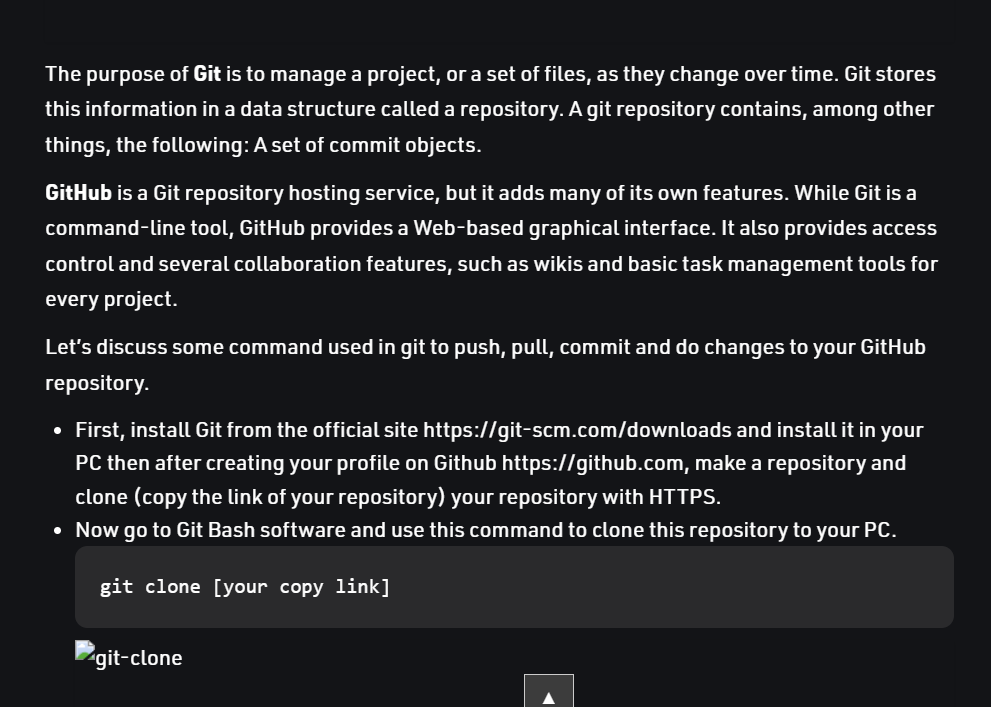 The purpose of Git is to manage a project, or a set of files, as they change over time. Git stores
this information in a data structure called a repository. A git repository contains, among other
things, the following: A set of commit objects.
GitHub is a Git repository hosting service, but it adds many of its own features. While Git is a
command-line tool, GitHub provides a Web-based graphical interface. It also provides access
control and several collaboration features, such as wikis and basic task management tools for
every project.
Let’s discuss some command used in git to push, pull, commit and do changes to your GitHub
repository.
• First, install Git from the official site https://git-scm.com/downloads and install it in your
PC then after creating your profile on Github https://github.com, make a repository and
clone (copy the link of your repository) your repository with HTTPS.
• Now go to Git Bash software and use this command to clone this repository to your PC.
git clone [your copy link]
git-clone
▲